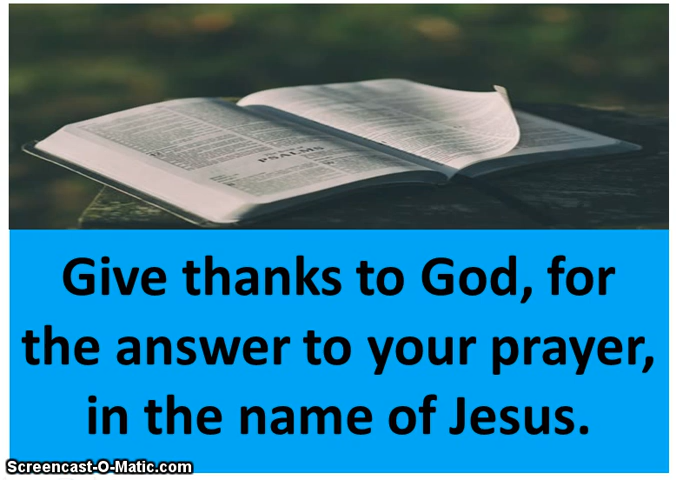 PSALMS
Give thanks to God, for
the answer to your prayer,
in the name of Jesus.
Screencast-O-Matic.com